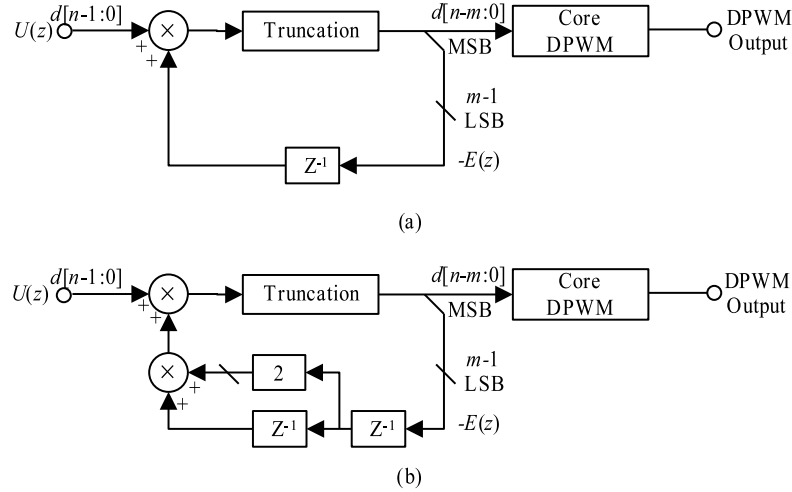 U(z) d[n-1:0] × + + Truncation d[n-m:0] MSB Core DPWM DPWM Output
m-1
LSB
Z⁻¹ -E(z)
(a)
U(z) d[n-1:0] × + + Truncation d[n-m:0] MSB Core DPWM DPWM Output
× + + 2 m-1
LSB
Z⁻¹ Z⁻¹ -E(z)
(b)